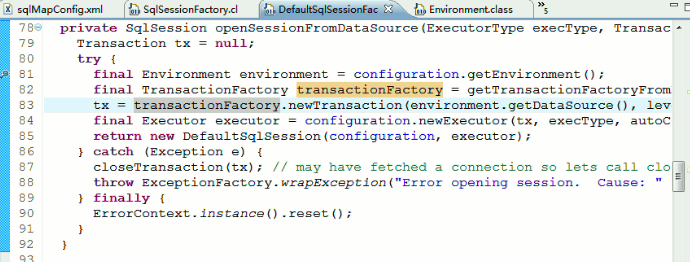 sqlMapConfig.xml SqlSessionFactory.cl DefaultSqlSessionFac Environment.class »5
78 private SqlSession openSessionFromDataSource(ExecutorType execType, Transac
79 Transaction tx = null;
80 try {
81 final Environment environment = configuration.getEnvironment();
82 final TransactionFactory transactionFactory = getTransactionFactoryFrom
83 tx = transactionFactory.newTransaction(environment.getDataSource(), lev
84 final Executor executor = configuration.newExecutor(tx, execType, autoC
85 return new DefaultSqlSession(configuration, executor);
86 } catch (Exception e) {
87 closeTransaction(tx); // may have fetched a connection so lets call clo
88 throw ExceptionFactory.wrapException("Error opening session.  Cause: "
89 } finally {
90 ErrorContext.instance().reset();
91 }
92 }
93